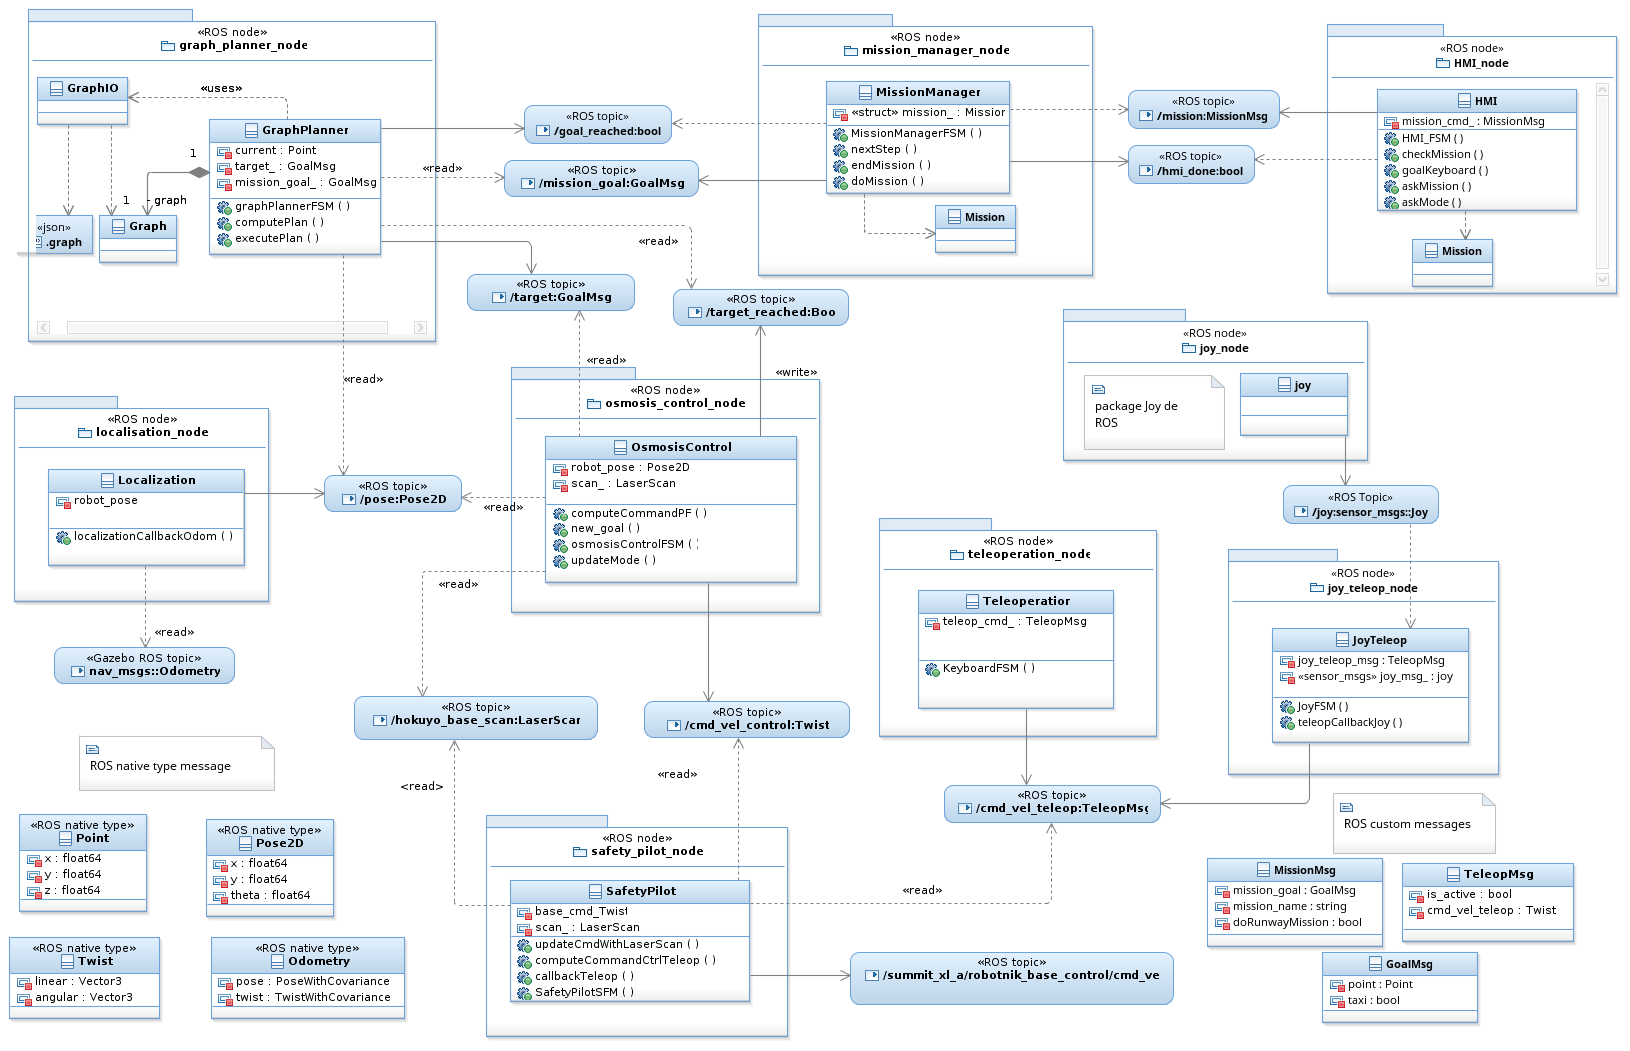 «ROS node»
graph_planner_node
GraphIO
«uses»
GraphPlanner
current : Point
target_ : GoalMsg
mission_goal_ : GoalMsg
graphPlannerFSM ( )
computePlan ( )
executePlan ( )
1
1
- graph
«json»
.graph
Graph
«ROS topic»
/goal_reached:bool
«read»
«ROS topic»
/mission_goal:GoalMsg
«read»
«ROS topic»
/target:GoalMsg
«ROS topic»
/target_reached:Boo
«read»
«read»
«write»
«ROS node»
mission_manager_node
MissionManager
«struct» mission_ : Mission
MissionManagerFSM ( )
nextStep ( )
endMission ( )
doMission ( )
Mission
«ROS topic»
/mission:MissionMsg
«ROS topic»
/hmi_done:bool
«ROS node»
HMI_node
HMI
mission_cmd_ : MissionMsg
HMI_FSM ( )
checkMission ( )
goalKeyboard ( )
askMission ( )
askMode ( )
Mission
«ROS node»
joy_node
package Joy de
ROS
joy
«ROS Topic»
/joy:sensor_msgs::Joy
«ROS node»
localisation_node
Localization
robot_pose
localizationCallbackOdom ( )
«read»
«Gazebo ROS topic»
nav_msgs::Odometry
«ROS topic»
/pose:Pose2D
«read»
«ROS node»
osmosis_control_node
OsmosisControl
robot_pose : Pose2D
scan_ : LaserScan
computeCommandPF ( )
new_goal ( )
osmosisControlFSM ( )
updateMode ( )
«read»
«ROS topic»
/hokuyo_base_scan:LaserScan
«ROS topic»
/cmd_vel_control:Twist
<read>
«read»
«ROS node»
teleoperation_node
Teleoperatior
teleop_cmd_ : TeleopMsg
KeyboardFSM ( )
«ROS topic»
/cmd_vel_teleop:TeleopMsg
«ROS node»
joy_teleop_node
JoyTeleop
joy_teleop_msg : TeleopMsg
«sensor_msgs» joy_msg_ : joy
JoyFSM ( )
teleopCallbackJoy ( )
«ROS node»
safety_pilot_node
SafetyPilot
base_cmd_Twist
scan_ : LaserScan
updateCmdWithLaserScan ( )
computeCommandCtrlTeleop ( )
callbackTeleop ( )
SafetyPilotSFM ( )
«read»
«ROS topic»
/summit_xl_a/robotnik_base_control/cmd_ve
ROS native type message
«ROS native type»
Point
x : float64
y : float64
z : float64
«ROS native type»
Pose2D
x : float64
y : float64
theta : float64
«ROS native type»
Twist
linear : Vector3
angular : Vector3
«ROS native type»
Odometry
pose : PoseWithCovariance
twist : TwistWithCovariance
ROS custom messages
MissionMsg
mission_goal : GoalMsg
mission_name : string
doRunwayMission : bool
TeleopMsg
is_active : bool
cmd_vel_teleop : Twist
GoalMsg
point : Point
taxi : bool